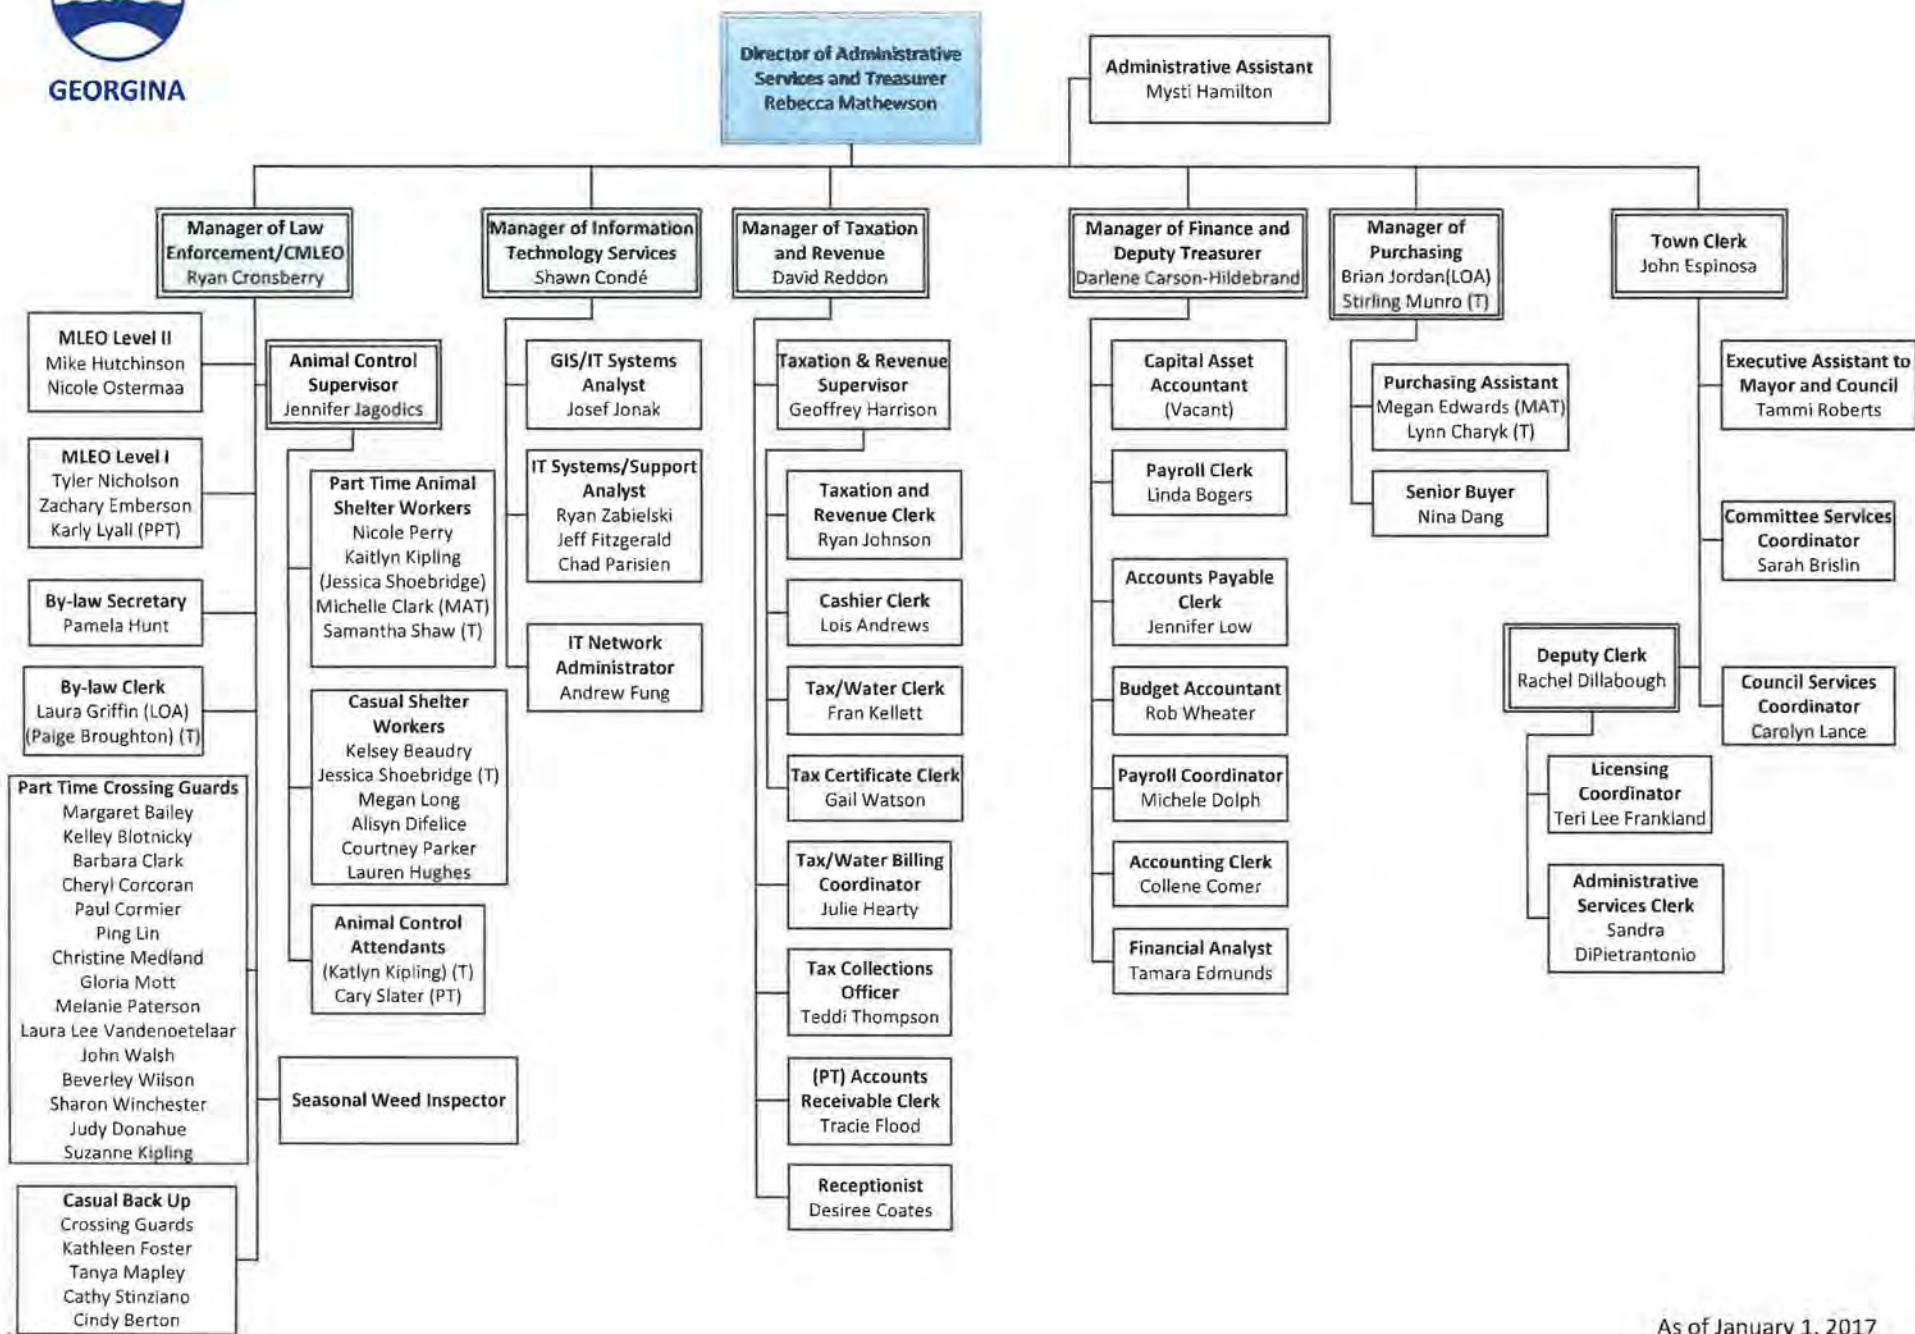 GEORGINA
Director of Administrative
Services and Treasurer
Rebecca Mathewson
Administrative Assistant
Mysti Hamilton
Manager of Law
Enforcement/CMLEO
Ryan Cronsberry
MLEO Level II
Mike Hutchinson
Nicole Ostermaa
MLEO Level I
Tyler Nicholson
Zachary Emberson
Karly Lyall (PPT)
By-law Secretary
Pamela Hunt
By-law Clerk
Laura Griffin (LOA)
(Paige Broughton) (T)
Part Time Crossing Guards
Margaret Bailey
Kelley Blotnicky
Barbara Clark
Cheryl Corcoran
Paul Cormier
Ping Lin
Christine Medland
Gloria Mott
Melanie Paterson
Laura Lee Vandenoetelaar
John Walsh
Beverley Wilson
Sharon Winchester
Judy Donahue
Suzanne Kipling
Casual Back Up
Crossing Guards
Kathleen Foster
Tanya Mapley
Cathy Stinziano
Cindy Berton
Animal Control
Supervisor
Jennifer Jagodics
Part Time Animal
Shelter Workers
Nicole Perry
Kaitlyn Kipling
(Jessica Shoebridge)
Michelle Clark (MAT)
Samantha Shaw (T)
Casual Shelter
Workers
Kelsey Beaudry
Jessica Shoebridge (T)
Megan Long
Alisyn Difelice
Courtney Parker
Lauren Hughes
Animal Control
Attendants
(Katlyn Kipling) (T)
Cary Slater (PT)
Seasonal Weed Inspector
Manager of Information
Technology Services
Shawn Condé
GIS/IT Systems
Analyst
Josef Jonak
IT Systems/Support
Analyst
Ryan Zabielski
Jeff Fitzgerald
Chad Parisien
IT Network
Administrator
Andrew Fung
Manager of Taxation
and Revenue
David Reddon
Taxation & Revenue
Supervisor
Geoffrey Harrison
Taxation and
Revenue Clerk
Ryan Johnson
Cashier Clerk
Lois Andrews
Tax/Water Clerk
Fran Kellett
Tax Certificate Clerk
Gail Watson
Tax/Water Billing
Coordinator
Julie Hearty
Tax Collections
Officer
Teddi Thompson
(PT) Accounts
Receivable Clerk
Tracie Flood
Receptionist
Desiree Coates
Manager of Finance and
Deputy Treasurer
Darlene Carson-Hildebrand
Capital Asset
Accountant
(Vacant)
Payroll Clerk
Linda Bogers
Accounts Payable
Clerk
Jennifer Low
Budget Accountant
Rob Wheater
Payroll Coordinator
Michele Dolph
Accounting Clerk
Collene Comer
Financial Analyst
Tamara Edmunds
Manager of
Purchasing
Brian Jordan(LOA)
Stirling Munro (T)
Purchasing Assistant
Megan Edwards (MAT)
Lynn Charyk (T)
Senior Buyer
Nina Dang
Town Clerk
John Espinosa
Executive Assistant to
Mayor and Council
Tammi Roberts
Committee Services
Coordinator
Sarah Brislin
Deputy Clerk
Rachel Dillabough
Council Services
Coordinator
Carolyn Lance
Licensing
Coordinator
Teri Lee Frankland
Administrative
Services Clerk
Sandra
DiPietrantonio
As of January 1, 2017